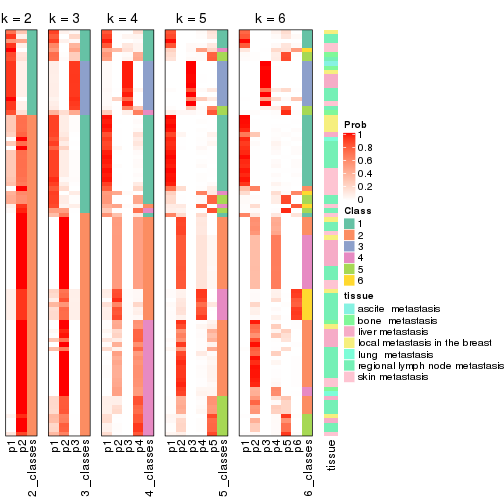 k = 2
k = 3
k = 4
k = 5
k = 6
p1
p2
2_classes
p1
p2
p3
3_classes
p1
p2
p3
p4
4_classes
p1
p2
p3
p4
p5
5_classes
p1
p2
p3
p4
p5
p6
6_classes
tissue
Prob
1
0.8
0.6
0.4
0.2
0
Class
1
2
3
4
5
6
tissue
ascite metastasis
bone metastasis
liver metastasis
local metastasis in the breast
lung metastasis
regional lymph node metastasis
skin metastasis